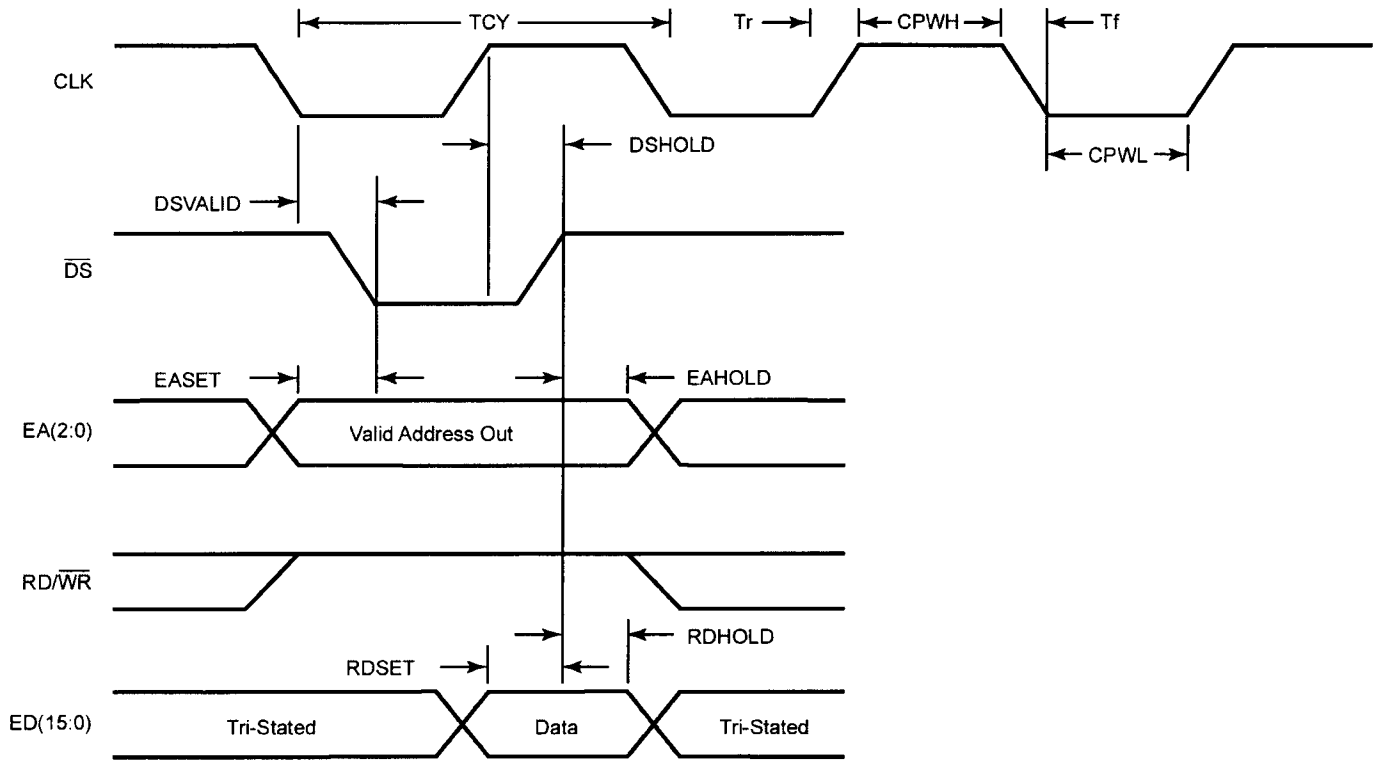 TCY
Tr
CPWH
Tf
CLK
DSHOLD
CPWL
DSVALID
DS
EASET
EAHOLD
EA(2:0)
Valid Address Out
RD/WR
RDHOLD
RDSET
ED(15:0)
Tri-Stated
Data
Tri-Stated